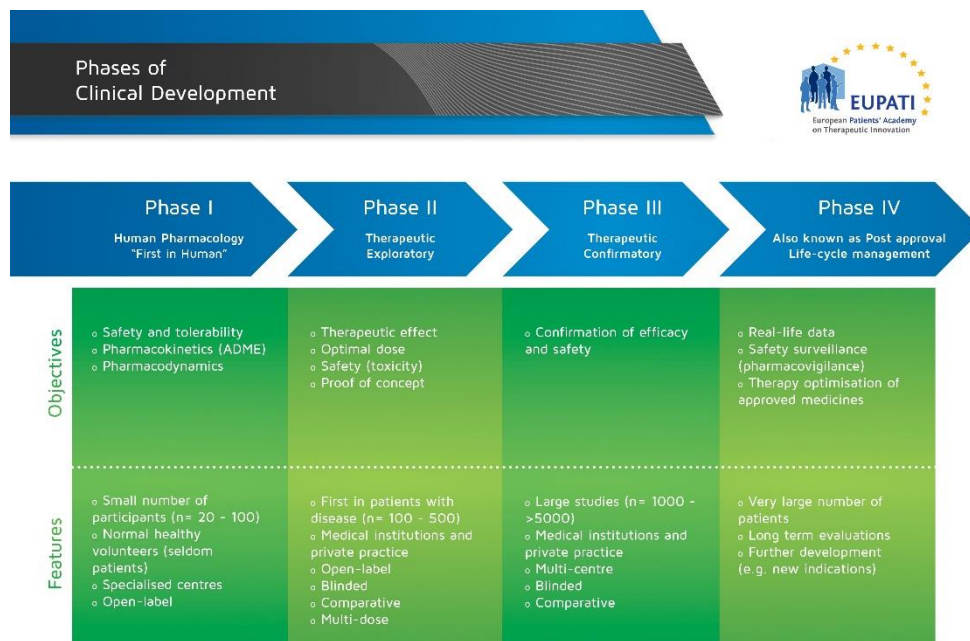 Phases of
Clinical Development
EUPATI
European Patients' Academy
on Therapeutic Innovation
Phase I
Human Pharmacology
"First in Human"
Phase II
Therapeutic
Exploratory
Phase III
Therapeutic
Confirmatory
Phase IV
Also known as Post approval
Life-cycle management
Objectives
o Safety and tolerability
o Pharmacokinetics (ADME)
o Pharmacodynamics
o Therapeutic effect
o Optimal dose
o Safety (toxicity)
o Proof of concept
o Confirmation of efficacy
and safety
o Real-life data
o Safety surveillance
(pharmacovigilance)
o Therapy optimisation of
approved medicines
Features
o Small number of
participants (n= 20 - 100)
o Normal healthy
volunteers (seldom
patients)
o Specialised centres
o Open-label
o First in patients with
disease (n= 100 - 500)
o Medical institutions and
private practice
o Open-label
o Blinded
o Comparative
o Multi-dose
o Large studies (n= 1000 -
>5000)
o Medical institutions and
private practice
o Multi-centre
o Blinded
o Comparative
o Very large number of
patients
o Long term evaluations
o Further development
(e.g. new indications)